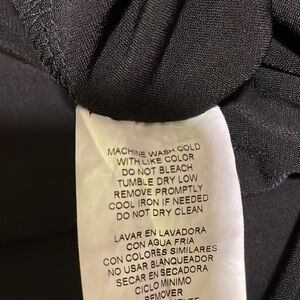 MACHINE WASH COLD
WITH LIKE COLOR
DO NOT BLEACH
TUMBLE DRY LOW
REMOVE PROMPTLY
COOL IRON IF NEEDED
DO NOT DRY CLEAN
LAVAR EN LAVADORA
CON AGUA FRIA
CON COLORES SIMILARES
NO USAR BLANQUEADOR
SECAR EN SECADORA
CICLO MINIMO
REMOVER